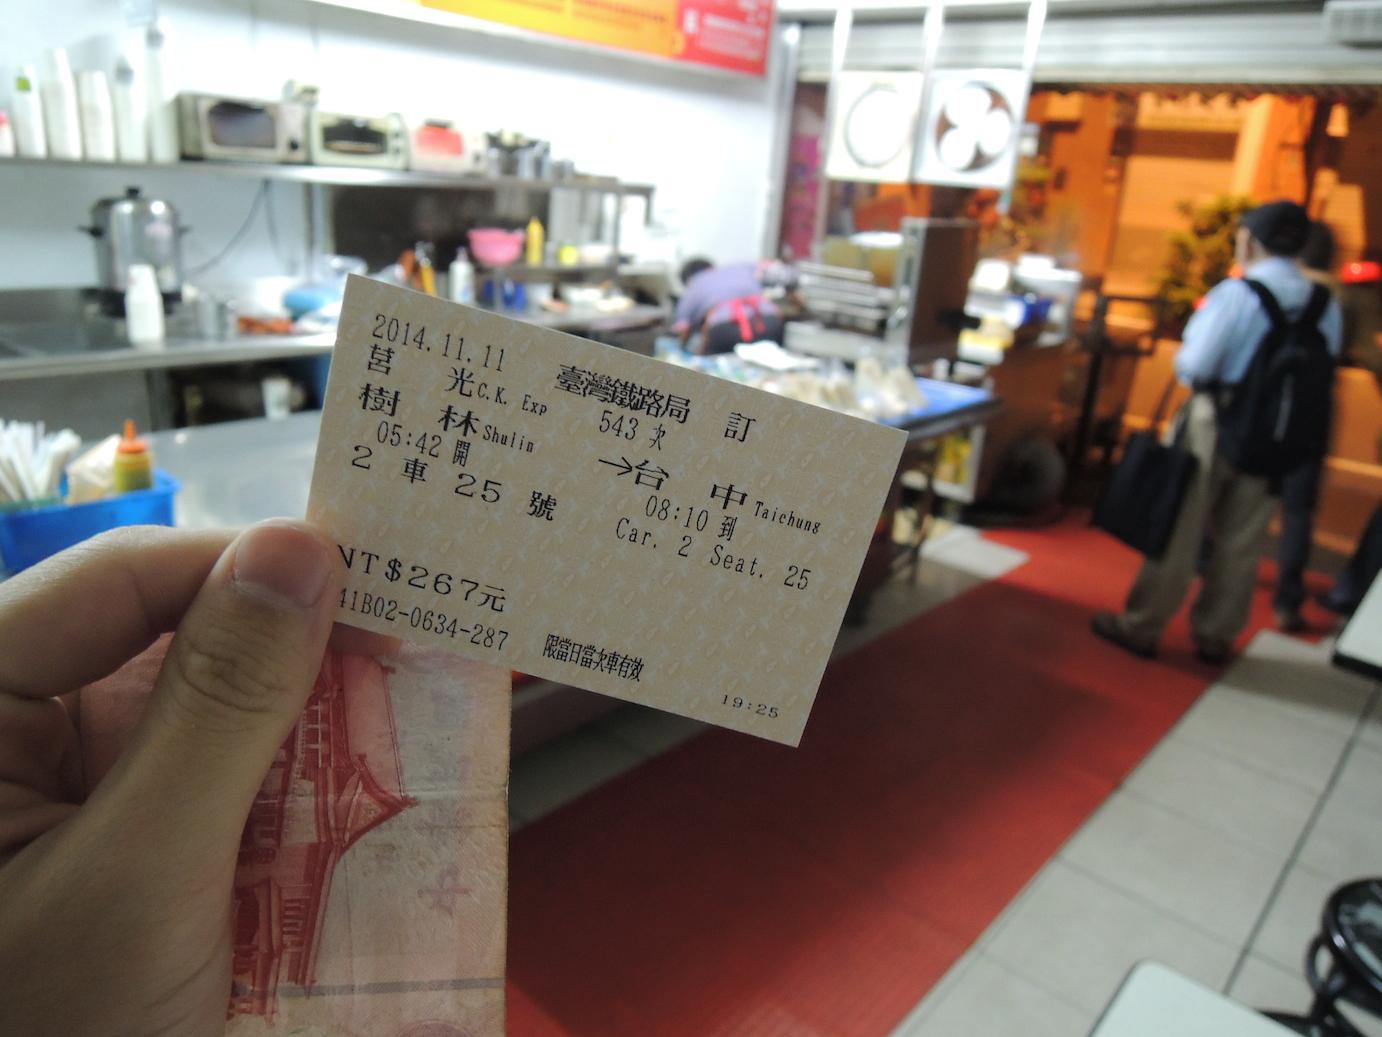 2014.11.11 臺灣鐵路局 訂
莒 光 C.K. Exp 543 次
樹 林 Shulin →台 中 Taichung
05:42 開 08:10 到
2 車 25 號 Car. 2 Seat. 25
NT$267元
41B02-0634-287 限當日當次車有效
19:25